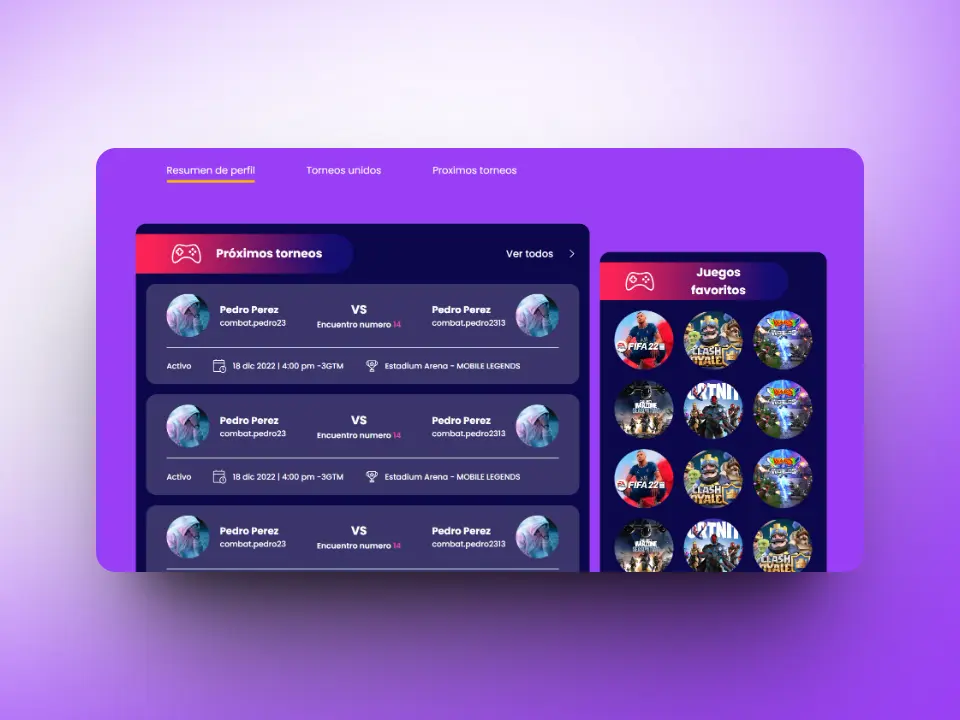 Resumen de perfil
Torneos unidos
Proximos torneos
Próximos torneos
Ver todos
Pedro Perez
combat.pedro23
VS
Encuentro numero 14
Pedro Perez
combat.pedro2313
Activo
18 dic 2022 | 4:00 pm -3GTM
Estadium Arena - MOBILE LEGENDS
Pedro Perez
combat.pedro23
VS
Encuentro numero 14
Pedro Perez
combat.pedro2313
Activo
18 dic 2022 | 4:00 pm -3GTM
Estadium Arena - MOBILE LEGENDS
Pedro Perez
combat.pedro23
VS
Encuentro numero 14
Pedro Perez
combat.pedro2313
Juegos
favoritos
FIFA 22
CLASH
ROYALE
WARZONE
RTNIT
FIFA 22
CLASH
ROYALE
WARZONE
RTNIT
CLASH
ROYALE